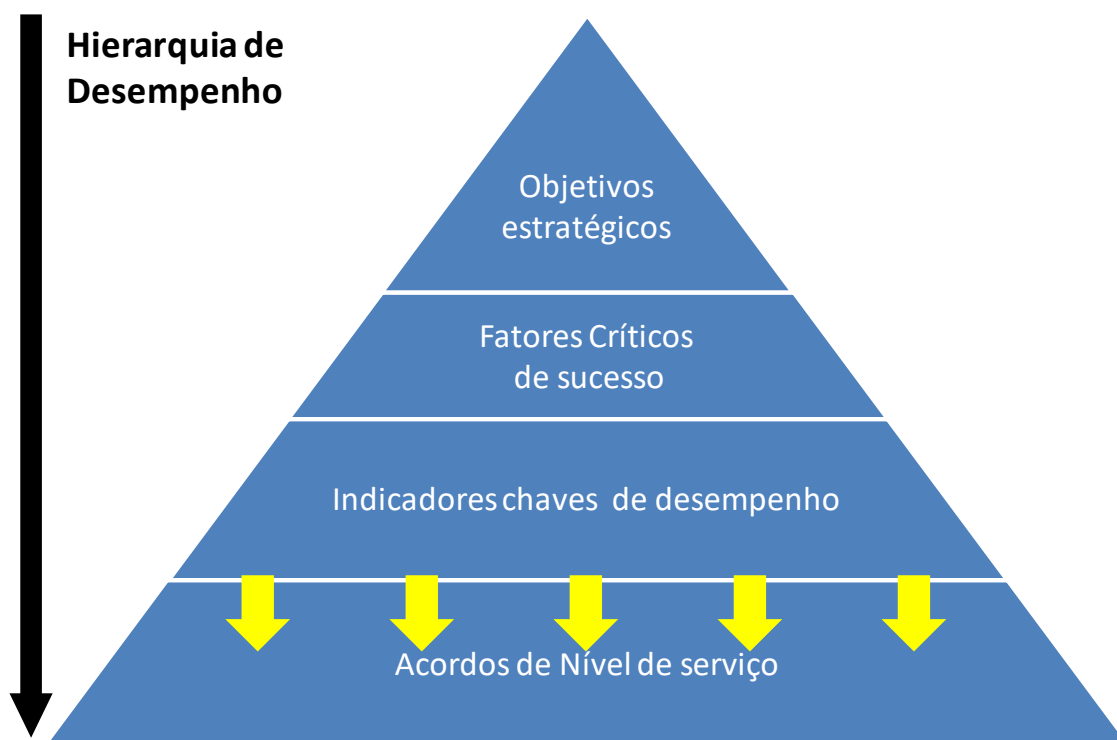 Hierarquia de
Desempenho
Objetivos
estratégicos
Fatores Críticos
de sucesso
Indicadores chaves de desempenho
Acordos de Nível de serviço